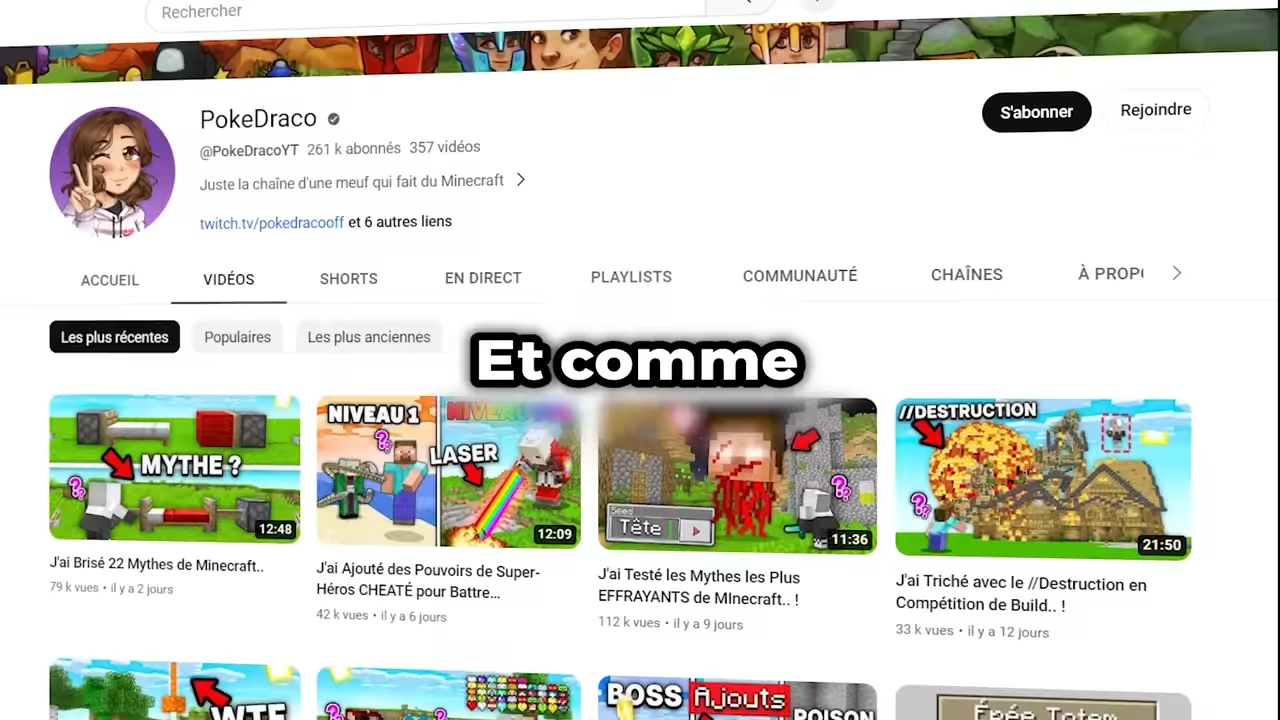 Rechercher
PokeDraco
@PokeDracoYT 261 k abonnés 357 vidéos
Juste la chaîne d'une meuf qui fait du Minecraft
twitch.tv/pokedracooff et 6 autres liens
S'abonner
Rejoindre
ACCUEIL
VIDÉOS
SHORTS
EN DIRECT
PLAYLISTS
COMMUNAUTÉ
CHAÎNES
À PROP
Les plus récentes
Populaires
Les plus anciennes
Et comme
MYTHE ?
12:48
NIVEAU 1
NIVEAU
LASER
12:09
Seed
Tête
11:36
//DESTRUCTION
21:50
J'ai Brisé 22 Mythes de Minecraft..
79 k vues • il y a 2 jours
J'ai Ajouté des Pouvoirs de Super-
Héros CHEATÉ pour Battre...
42 k vues • il y a 6 jours
J'ai Testé les Mythes les Plus
EFFRAYANTS de MInecraft.. !
112 k vues • il y a 9 jours
J'ai Triché avec le //Destruction en
Compétition de Build.. !
33 k vues • il y a 12 jours
WTF
BOSS
Ajouts
POISON
Épée Totem